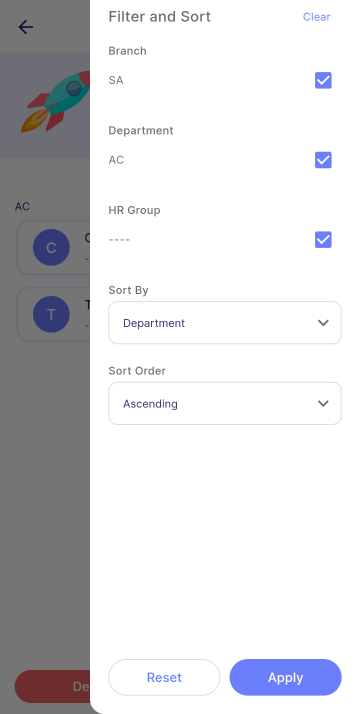 Filter and Sort
Clear
Branch
SA
Department
AC
HR Group
----
Sort By
Department
Sort Order
Ascending
Reset
Apply
AC
C
C
T
T
De